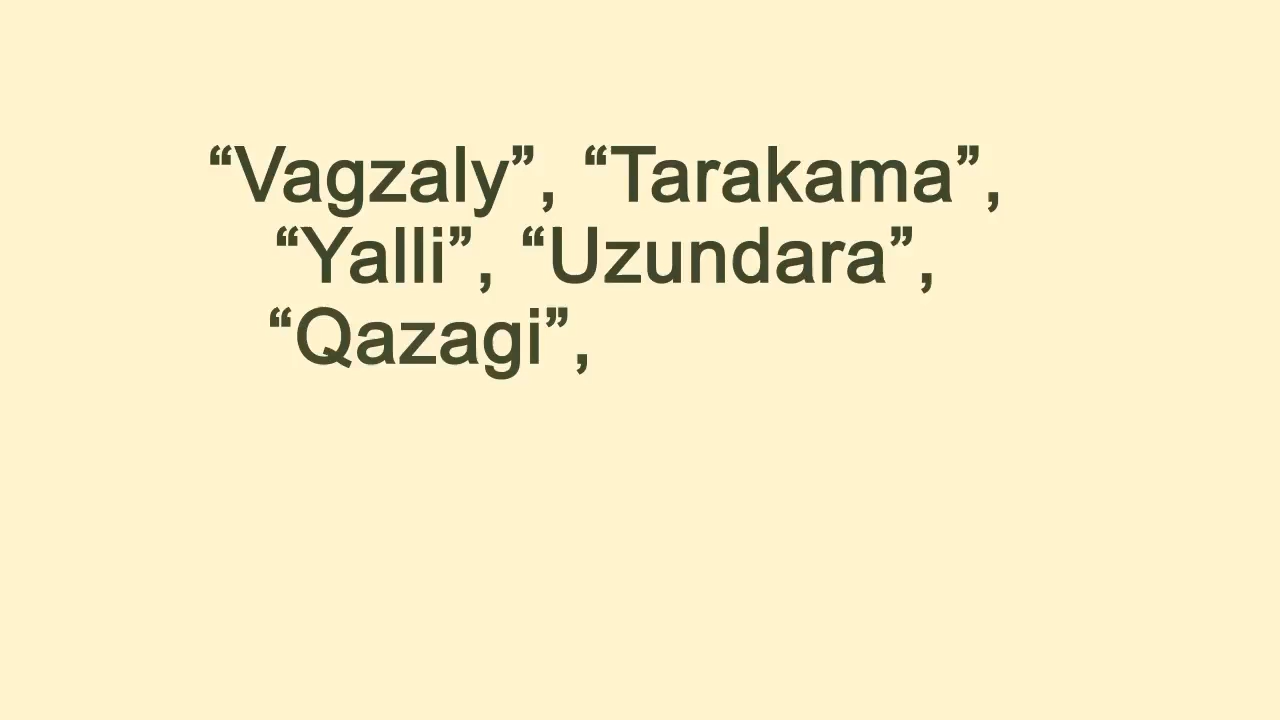 “Vagzaly”, “Tarakama”,
“Yalli”, “Uzundara”,
“Qazagi”,